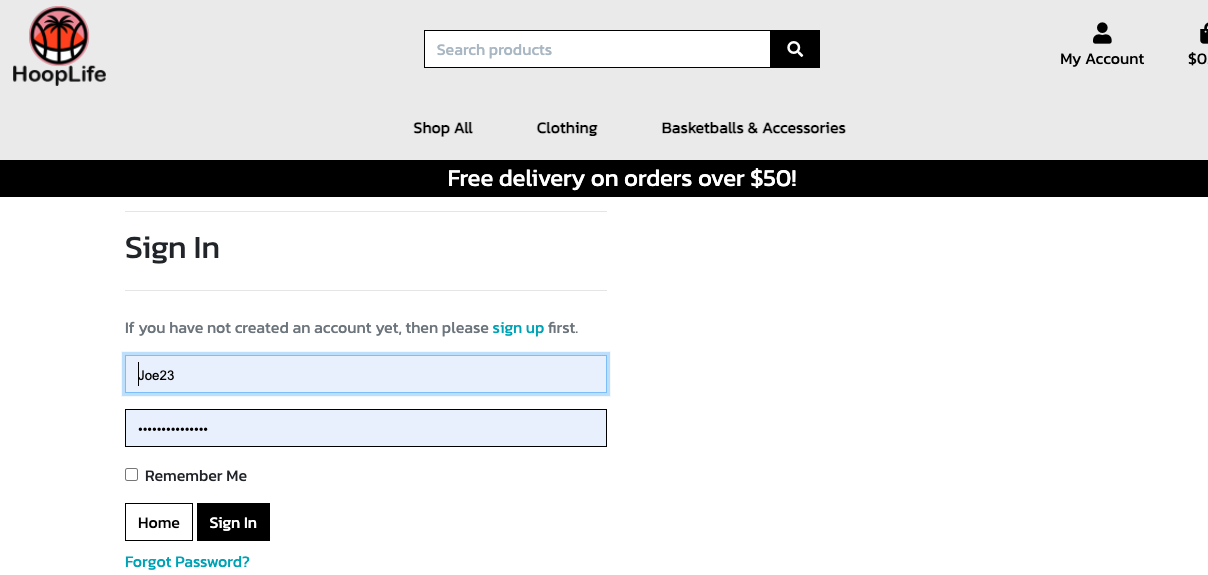 HoopLife
Search products
My Account
$0
Shop All Clothing Basketballs & Accessories
Free delivery on orders over $50!
Sign In
If you have not created an account yet, then please sign up first.
Joe23
•••••••••••••••
Remember Me
Home Sign In
Forgot Password?